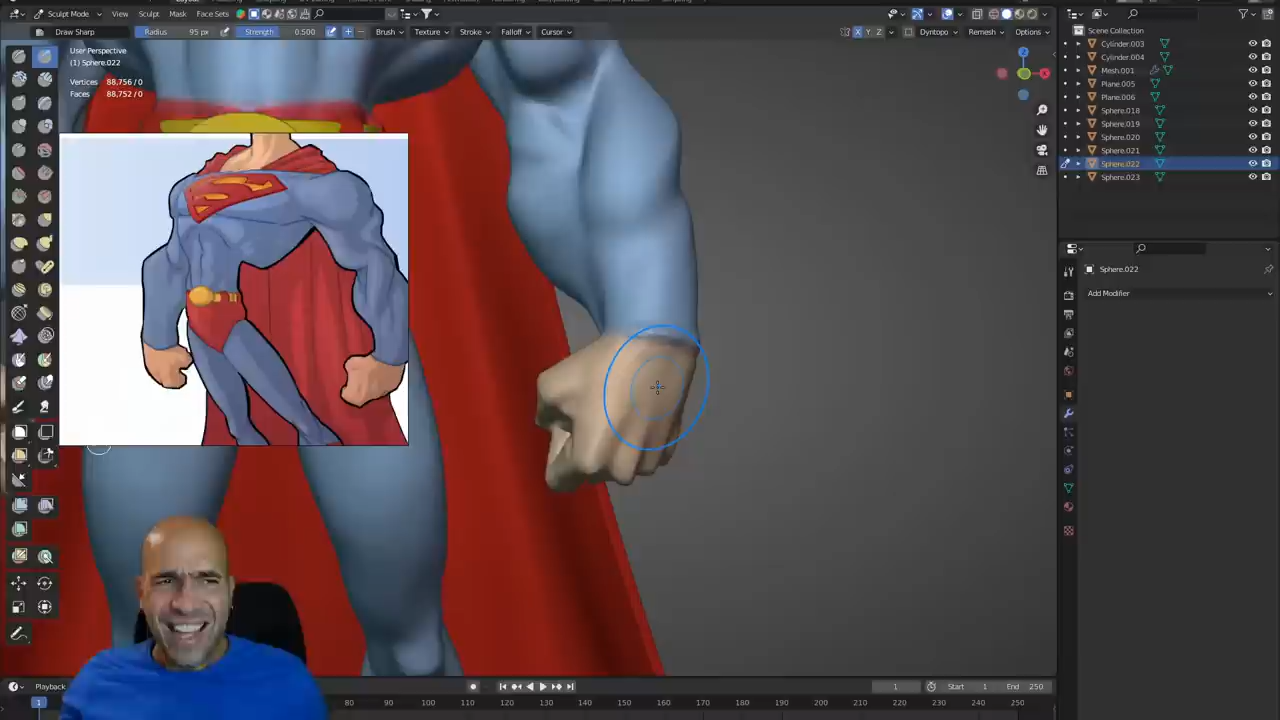 Layout
Sculpt Mode View Sculpt Mask Face Sets
Draw Sharp Radius 95 px Strength 0.500 Brush Texture Stroke Falloff Cursor X Y Z Dyntopo Remesh Options
User Perspective
(1) Sphere.022
Vertices 88,756 / 0
Faces 88,752 / 0
Z
X
Scene Collection
Cylinder.003
Cylinder.004
Mesh.001
Plane.005
Plane.006
Sphere.018
Sphere.019
Sphere.020
Sphere.021
Sphere.022
Sphere.023
Sphere.022
Add Modifier
Playback 1 Start 1 End 250
1 80 90 100 110 120 130 140 150 160 170 180 190 200 210 220 230 240 250